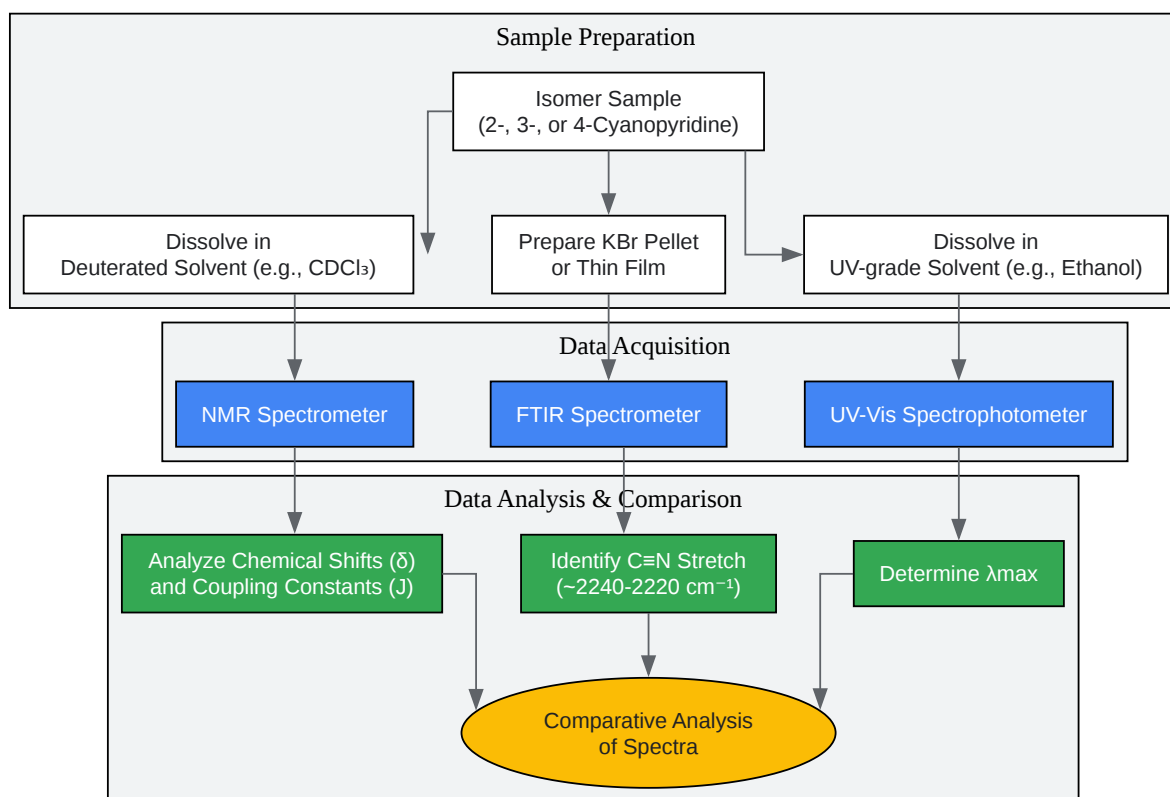 Sample Preparation
Isomer Sample
(2-, 3-, or 4-Cyanopyridine)
Dissolve in
Deuterated Solvent (e.g., CDCl₃)
Prepare KBr Pellet
or Thin Film
Dissolve in
UV-grade Solvent (e.g., Ethanol)
Data Acquisition
NMR Spectrometer
FTIR Spectrometer
UV-Vis Spectrophotometer
Data Analysis & Comparison
Analyze Chemical Shifts (δ)
and Coupling Constants (J)
Identify C≡N Stretch
(~2240-2220 cm⁻¹)
Determine λmax
Comparative Analysis
of Spectra